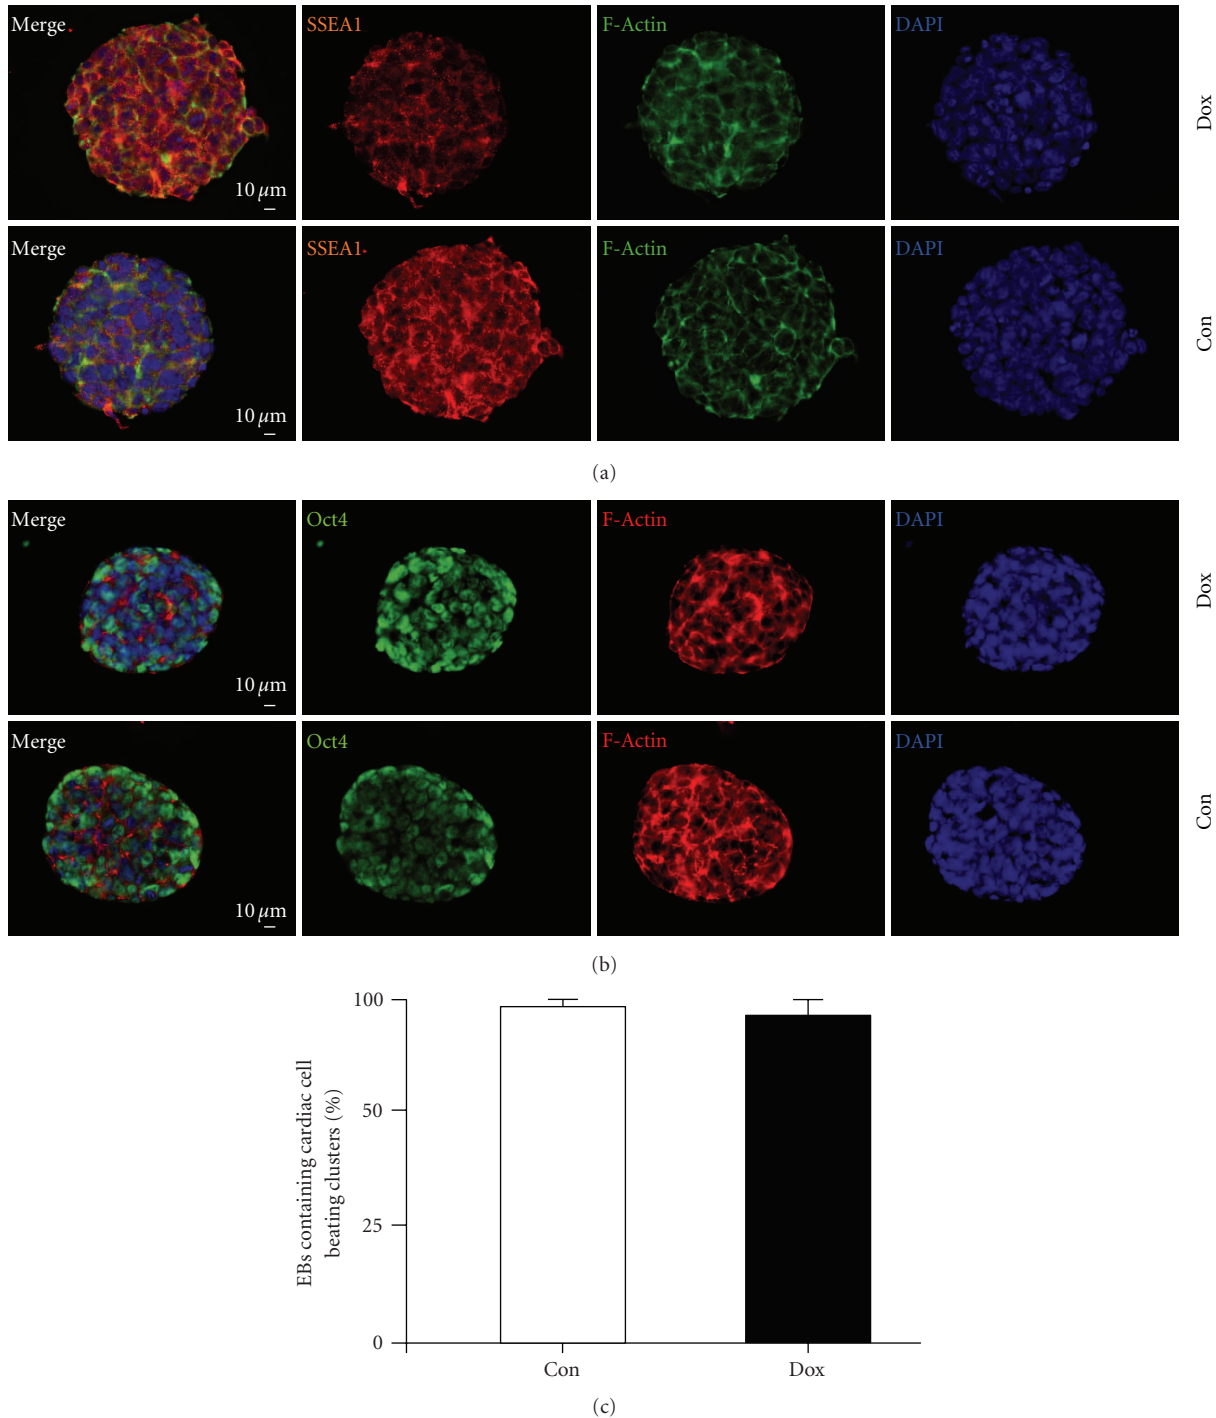 Merge SSEA1 F-Actin DAPI
Dox
10 µm
Merge SSEA1 F-Actin DAPI
Con
10 µm
(a)
Merge Oct4 F-Actin DAPI
Dox
10 µm
Merge Oct4 F-Actin DAPI
Con
10 µm
(b)
EBs containing cardiac cell
beating clusters (%)
100
50
25
0
Con Dox
(c)